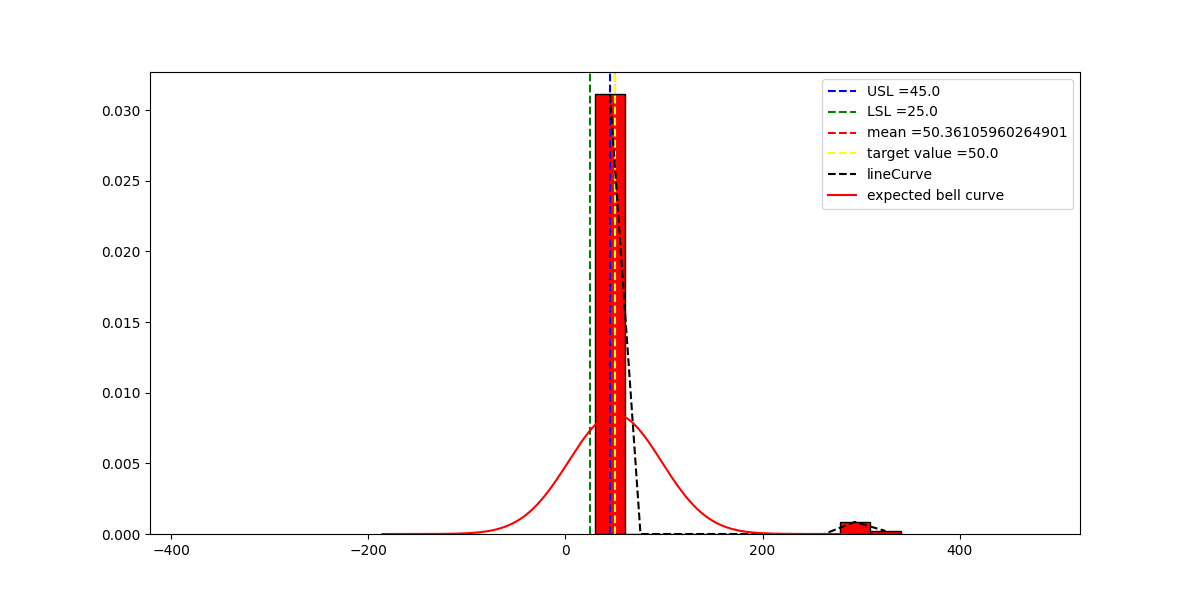 USL =45.0
LSL =25.0
mean =50.36105960264901
target value =50.0
lineCurve
expected bell curve
0.030
0.025
0.020
0.015
0.010
0.005
0.000
−400 −200 0 200 400